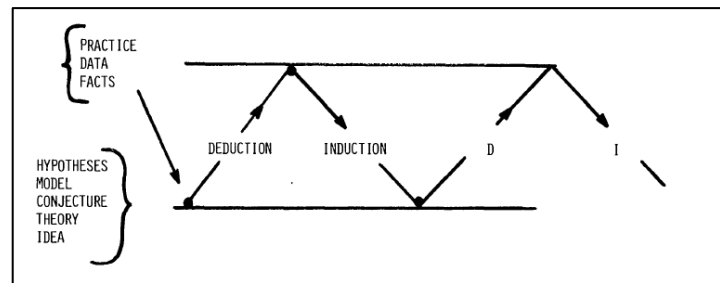 PRACTICE
DATA
FACTS
DEDUCTION INDUCTION D I
HYPOTHESES
MODEL
CONJECTURE
THEORY
IDEA